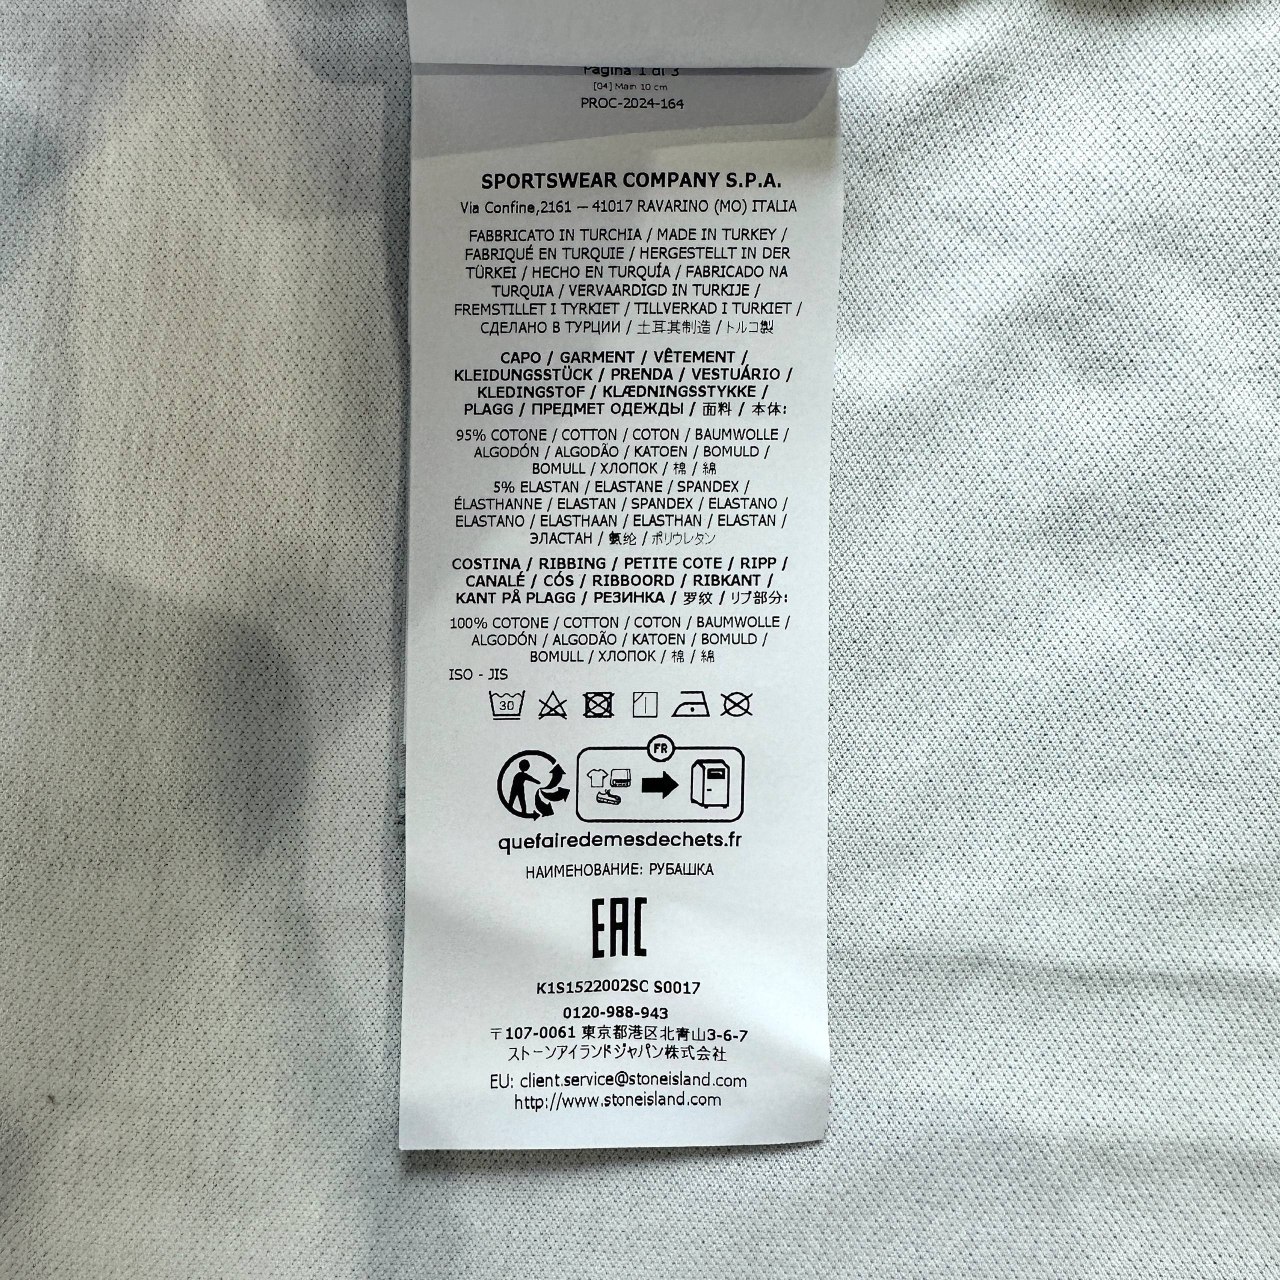 Pagina 1 di 3
[04] Main 10 cm
PROC-2024-164
SPORTSWEAR COMPANY S.P.A.
Via Confine,2161 – 41017 RAVARINO (MO) ITALIA
FABBRICATO IN TURCHIA / MADE IN TURKEY /
FABRIQUÉ EN TURQUIE / HERGESTELLT IN DER
TÜRKEI / HECHO EN TURQUÍA / FABRICADO NA
TURQUIA / VERVAARDIGD IN TURKIJE /
FREMSTILLET I TYRKIET / TILLVERKAD I TURKIET /
СДЕЛАНО В ТУРЦИИ / 土耳其制造 / トルコ製
CAPO / GARMENT / VÊTEMENT /
KLEIDUNGSSTÜCK / PRENDA / VESTUÁRIO /
KLEDINGSTOF / KLÆDNINGSSTYKKE /
PLAGG / ПРЕДМЕТ ОДЕЖДЫ / 面料 / 本体:
95% COTONE / COTTON / COTON / BAUMWOLLE /
ALGODÓN / ALGODÃO / KATOEN / BOMULD /
BOMULL / ХЛОПОК / 棉 / 綿
5% ELASTAN / ELASTANE / SPANDEX /
ÉLASTHANNE / ELASTAN / SPANDEX / ELASTANO /
ELASTANO / ELASTHAAN / ELASTHAN / ELASTAN /
ЭЛАСТАН / 氨纶 / ポリウレタン
COSTINA / RIBBING / PETITE COTE / RIPP /
CANALÉ / CÓS / RIBBOORD / RIBKANT /
KANT PÅ PLAGG / РЕЗИНКА / 罗纹 / リブ部分:
100% COTONE / COTTON / COTON / BAUMWOLLE /
ALGODÓN / ALGODÃO / KATOEN / BOMULD /
BOMULL / ХЛОПОК / 棉 / 綿
ISO - JIS
30
FR
quefairedemesdechets.fr
НАИМЕНОВАНИЕ: РУБАШКА
EAC
K1S1522002SC S0017
0120-988-943
〒107-0061 東京都港区北青山3-6-7
ストーンアイランドジャパン株式会社
EU: client.service@stoneisland.com
http://www.stoneisland.com